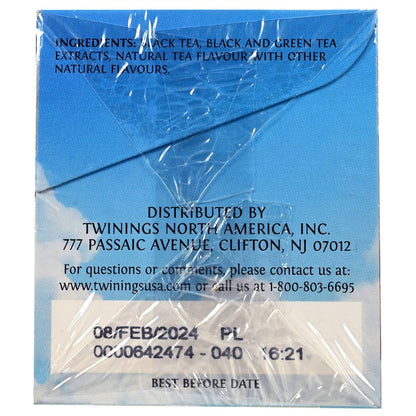 INGREDIENTS: BLACK TEA, BLACK AND GREEN TEA
EXTRACTS, NATURAL TEA FLAVOUR WITH OTHER
NATURAL FLAVOURS.
DISTRIBUTED BY
TWININGS NORTH AMERICA, INC.
777 PASSAIC AVENUE, CLIFTON, NJ 07012
For questions or comments, please contact us at:
www.twiningsusa.com or call us at 1-800-803-6695
08/FEB/2024 PL
0000642474 - 040 16:21
BEST BEFORE DATE